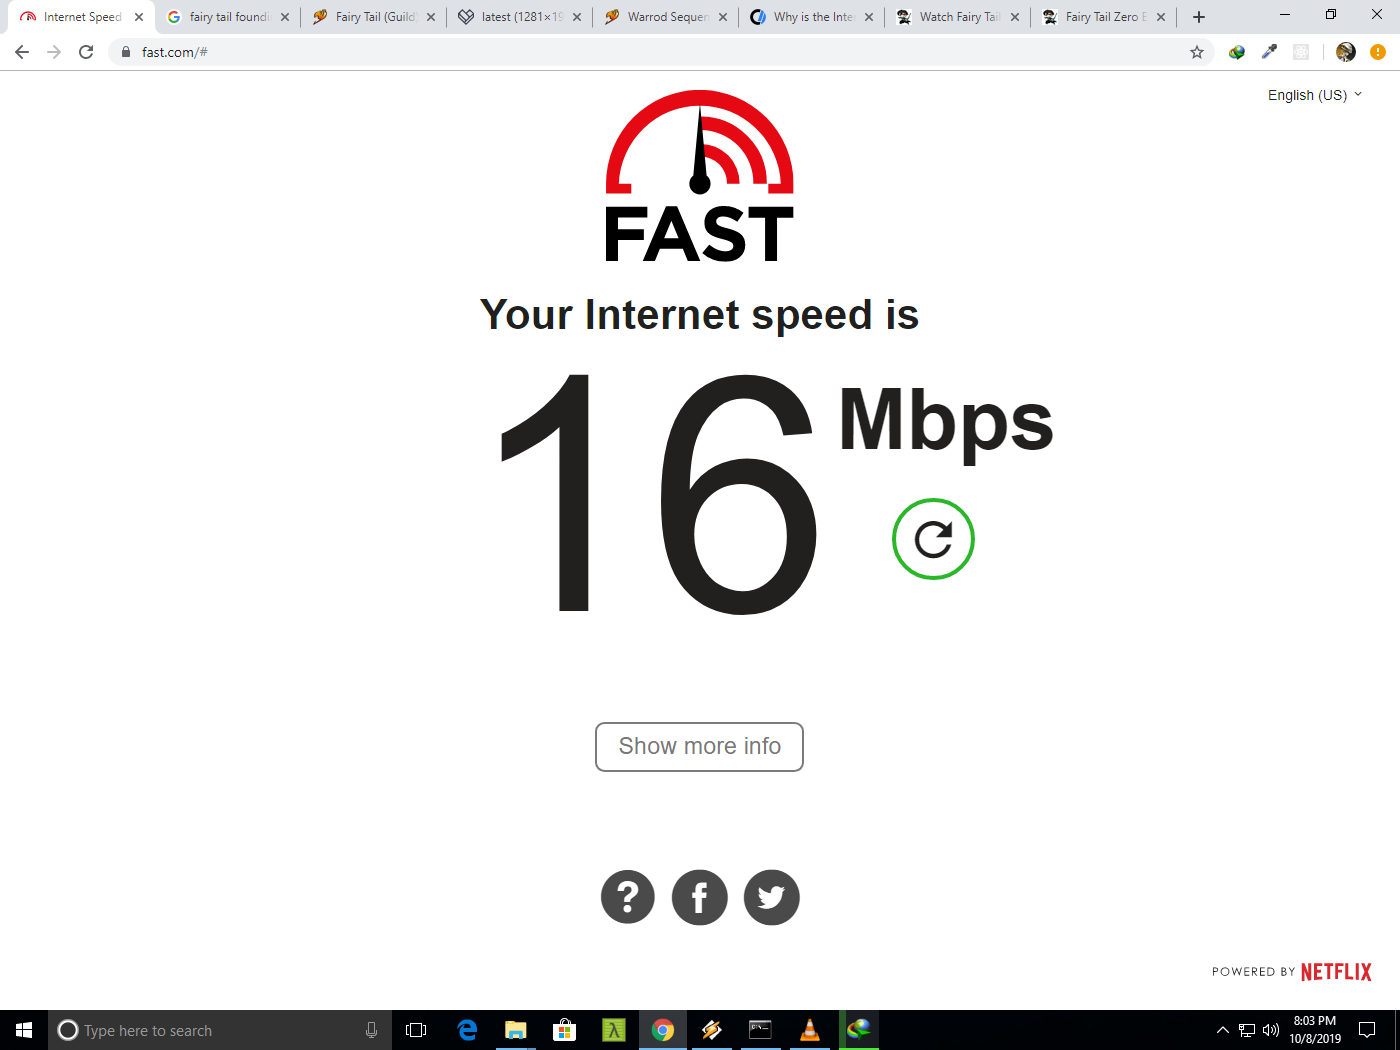 Internet Speed
fairy tail foundi
Fairy Tail (Guild)
latest (1281×19
Warrod Sequen
Why is the Inter
Watch Fairy Tail
Fairy Tail Zero E
fast.com/#
English (US)
FAST
Your Internet speed is
16 Mbps
Show more info
?
f
POWERED BY NETFLIX
Type here to search
8:03 PM
10/8/2019